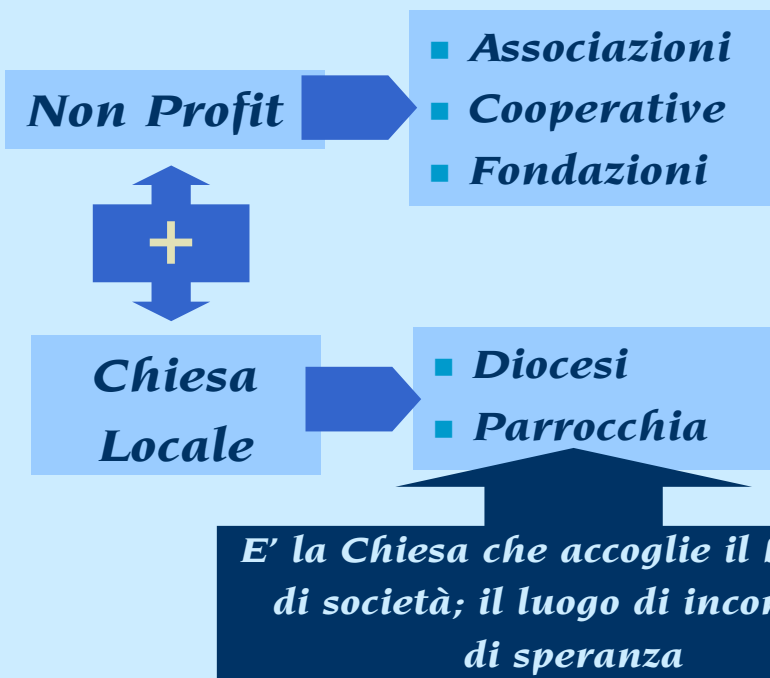 Non Profit
■ Associazioni
■ Cooperative
■ Fondazioni
+
Chiesa
Locale
■ Diocesi
■ Parrocchia
E' la Chiesa che accoglie il
di società; il luogo di
di speranza